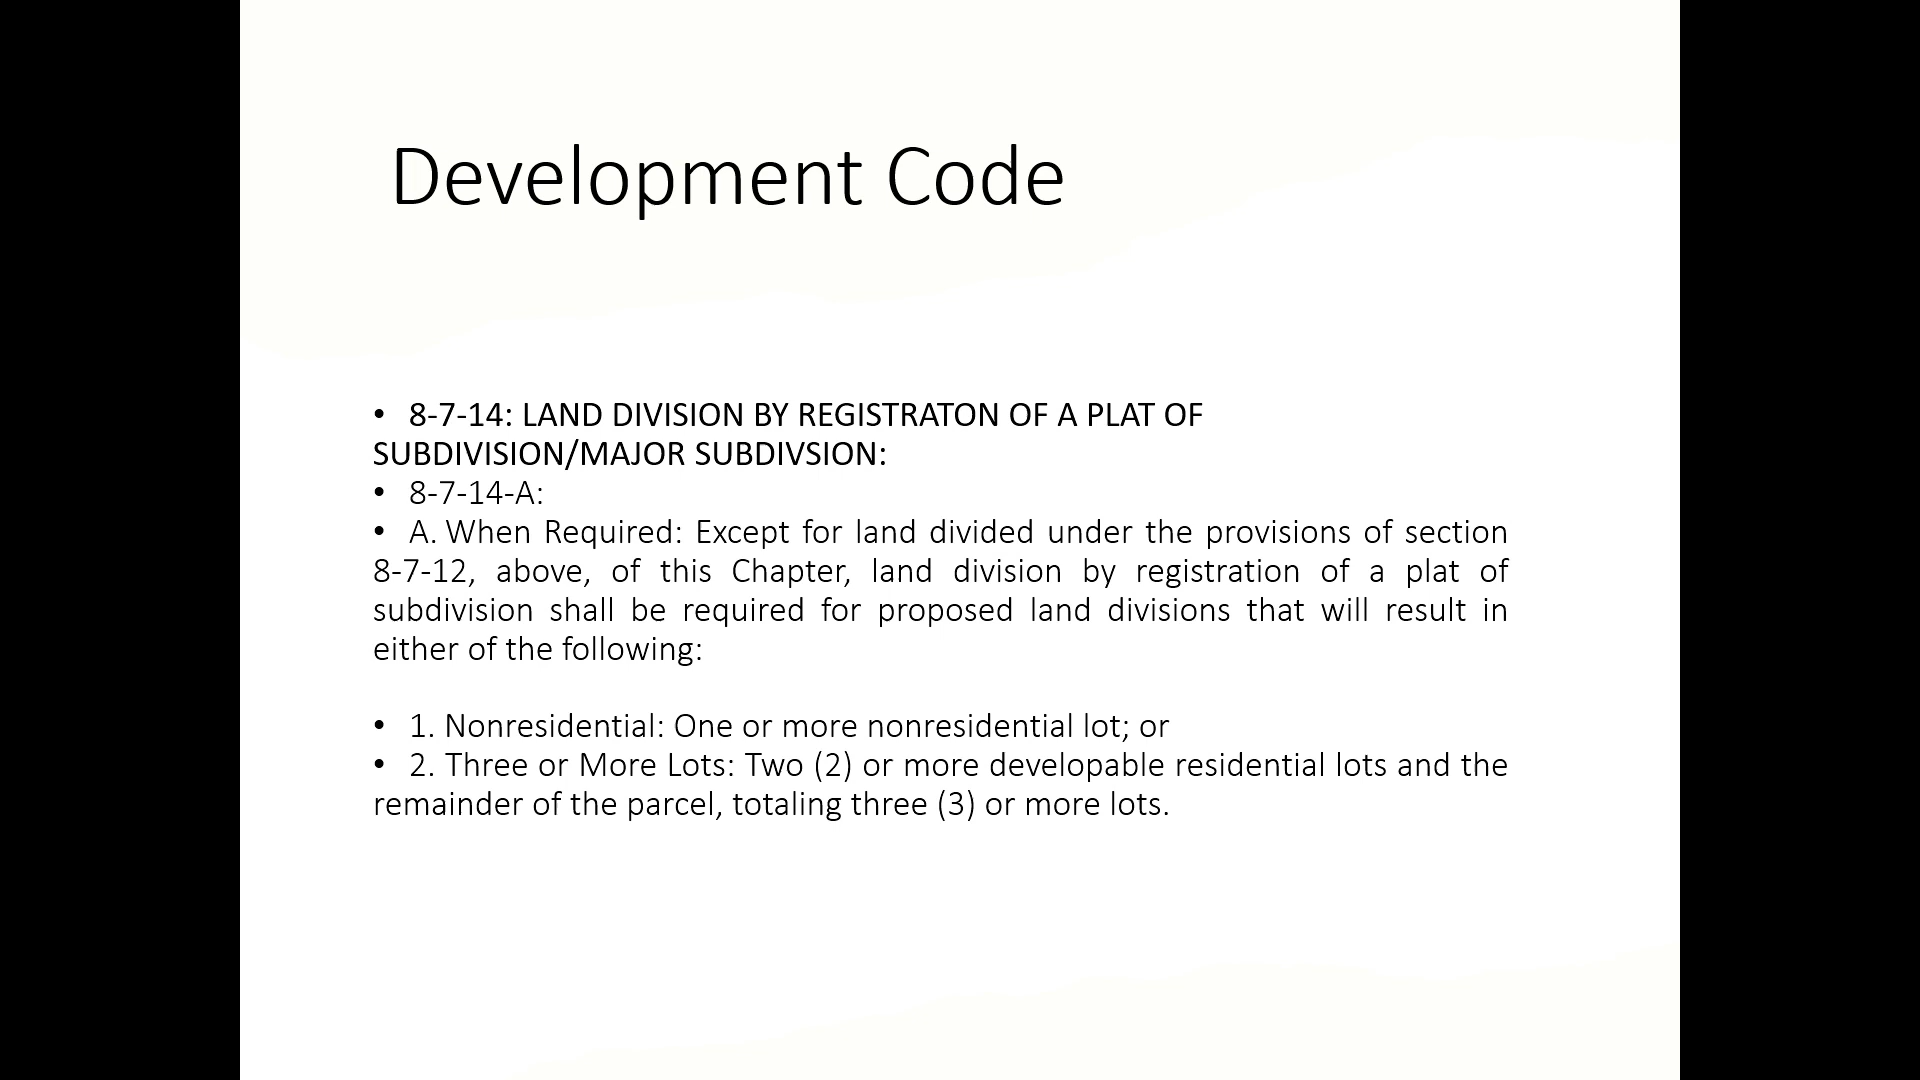 Development Code
• 8-7-14: LAND DIVISION BY REGISTRATON OF A PLAT OF
SUBDIVISION/MAJOR SUBDIVSION:
• 8-7-14-A:
• A. When Required: Except for land divided under the provisions of section
8-7-12, above, of this Chapter, land division by registration of a plat of
subdivision shall be required for proposed land divisions that will result in
either of the following:
• 1. Nonresidential: One or more nonresidential lot; or
• 2. Three or More Lots: Two (2) or more developable residential lots and the
remainder of the parcel, totaling three (3) or more lots.